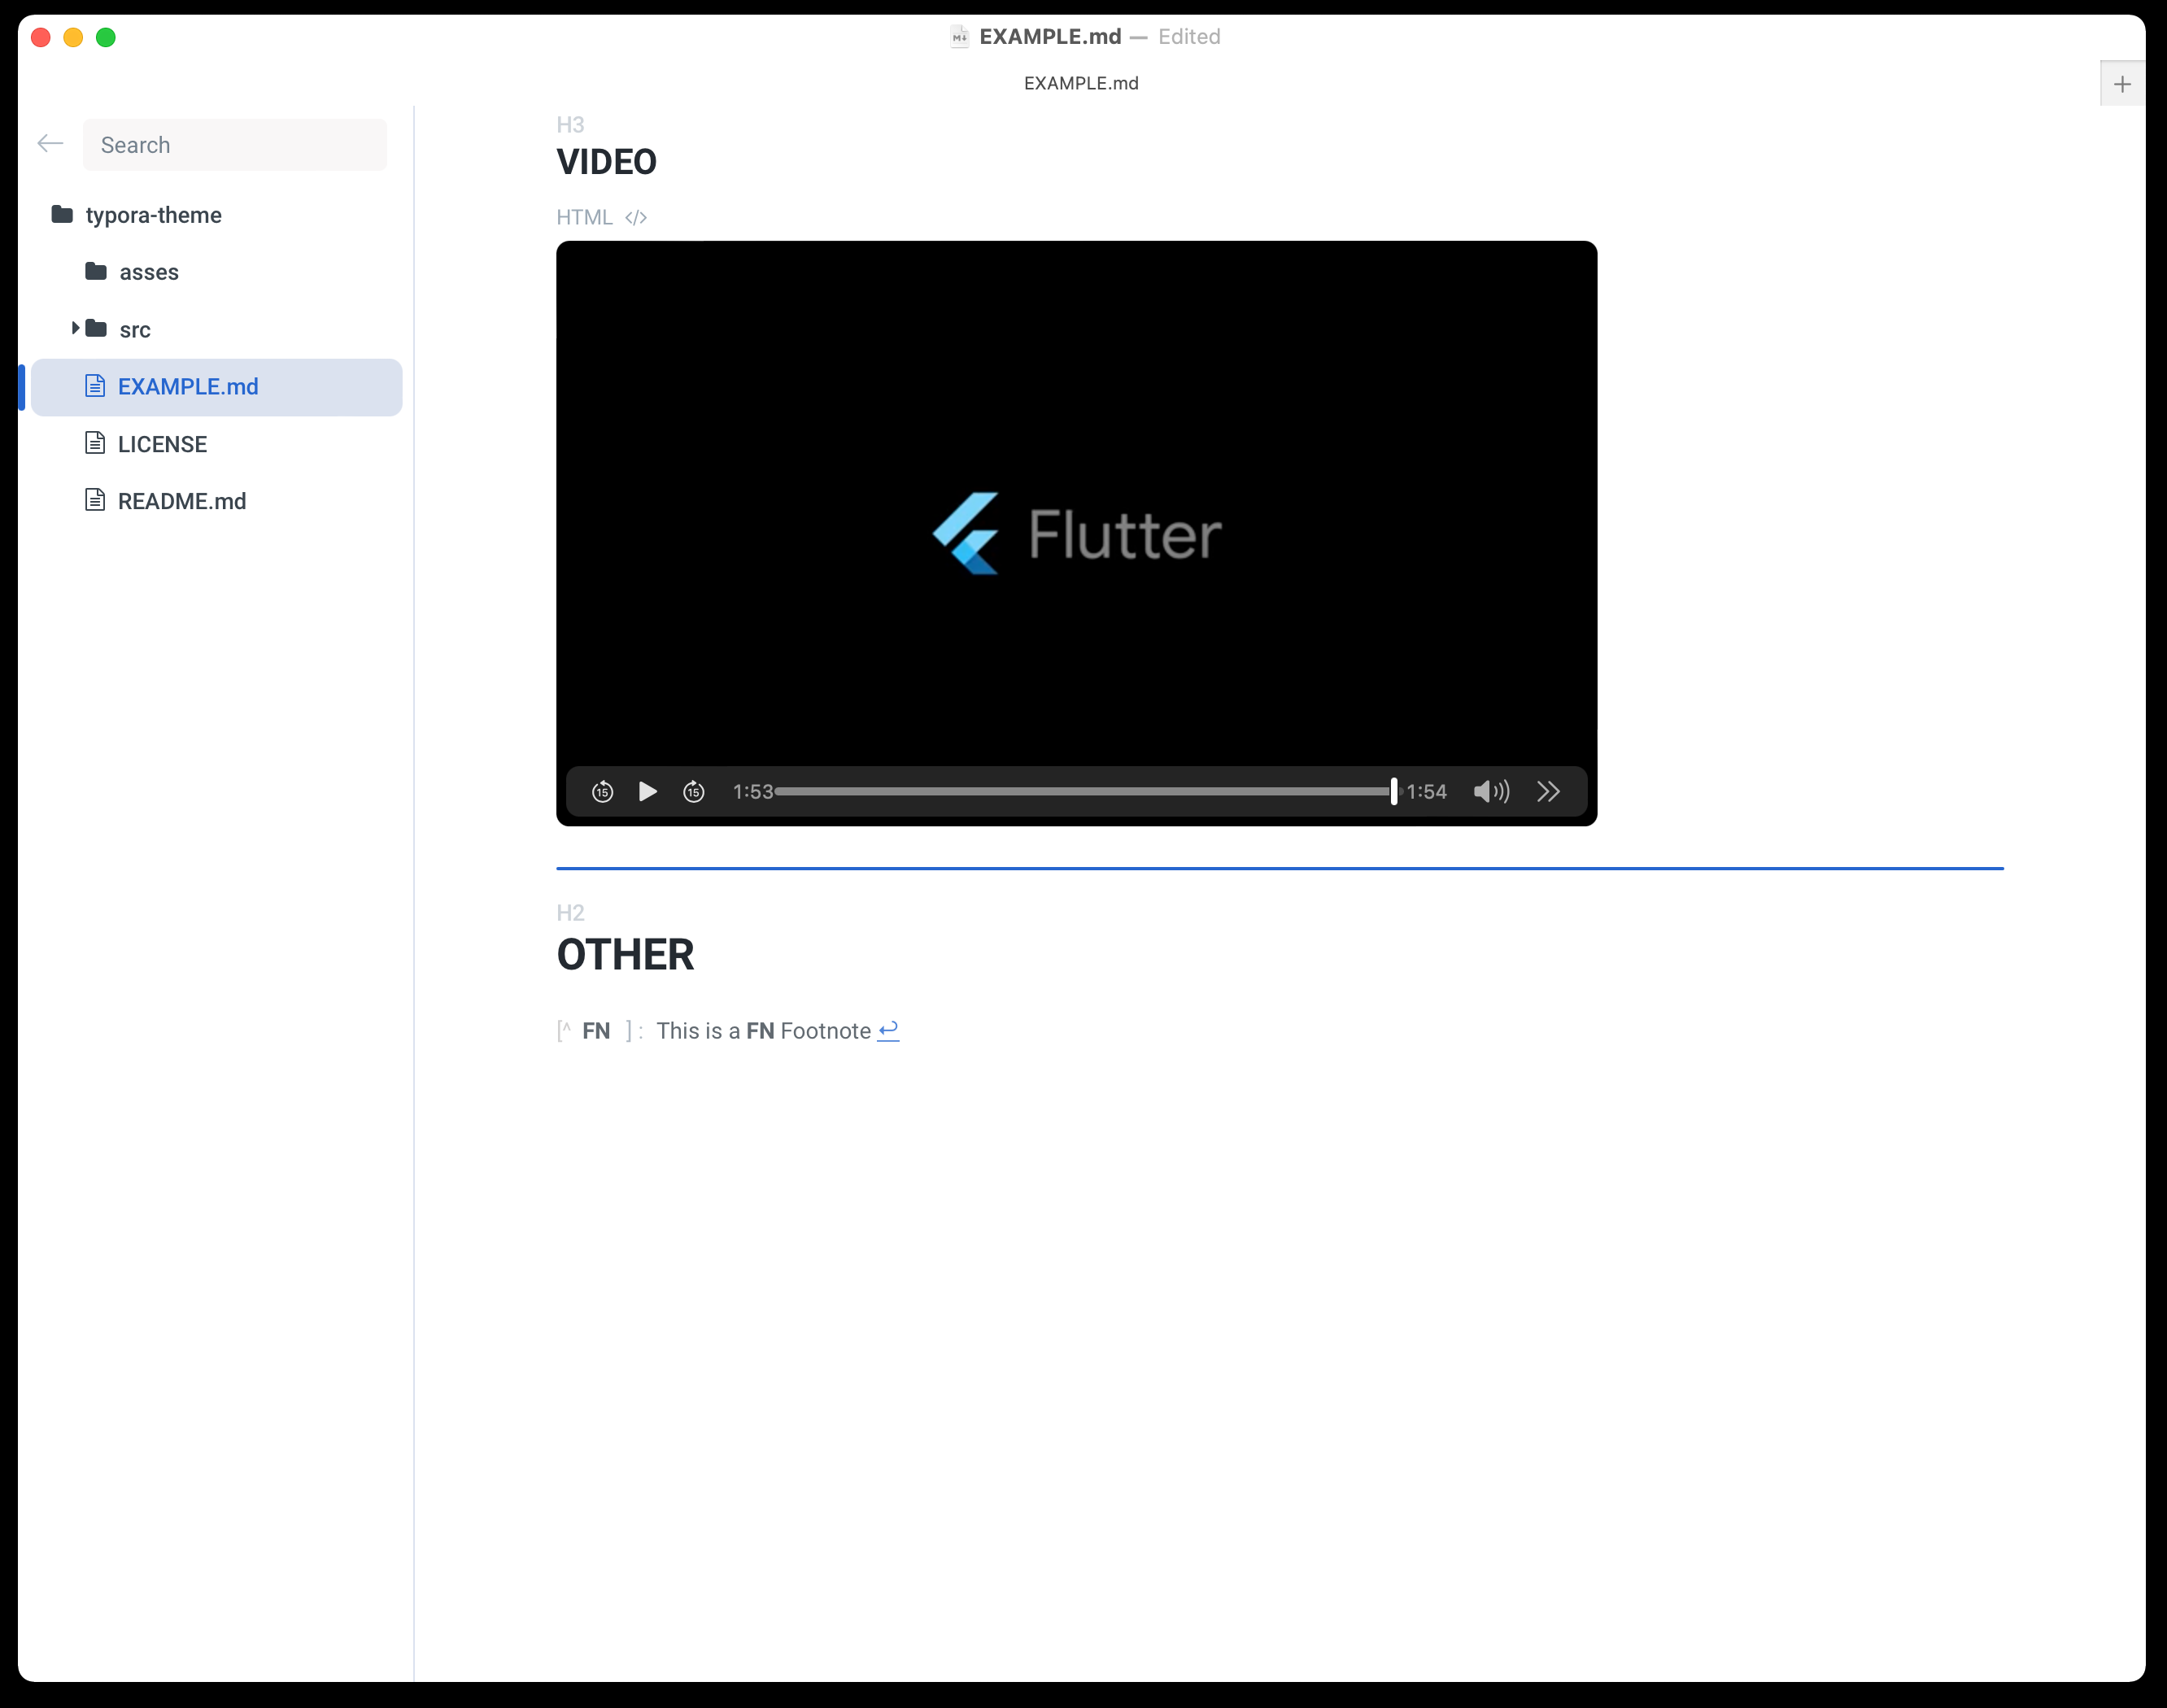 EXAMPLE.md — Edited
EXAMPLE.md
+
Search
typora-theme
asses
src
EXAMPLE.md
LICENSE
README.md
H3
VIDEO
HTML </>
Flutter
15 15 1:53 1:54
H2
OTHER
[^ FN ] : This is a FN Footnote ↩